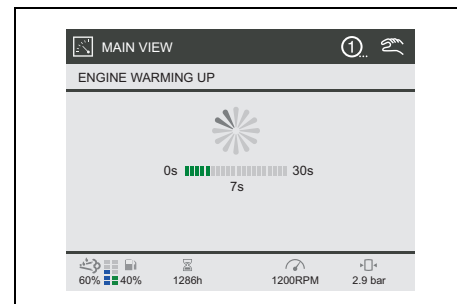 MAIN VIEW 1...
ENGINE WARMING UP
0s 30s
7s
60% 40% 1286h 1200RPM 2.9 bar